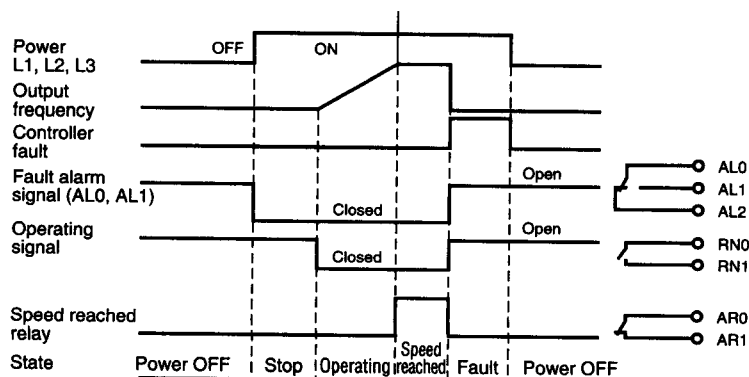 Power
L1, L2, L3
OFF
ON
Output
frequency
Controller
fault
Fault alarm
signal (AL0, AL1)
Closed
Open
AL0
AL1
AL2
Operating
signal
Closed
Open
RN0
RN1
Speed reached
relay
AR0
AR1
State
Power OFF
Stop
Operating
Speed
reached
Fault
Power OFF